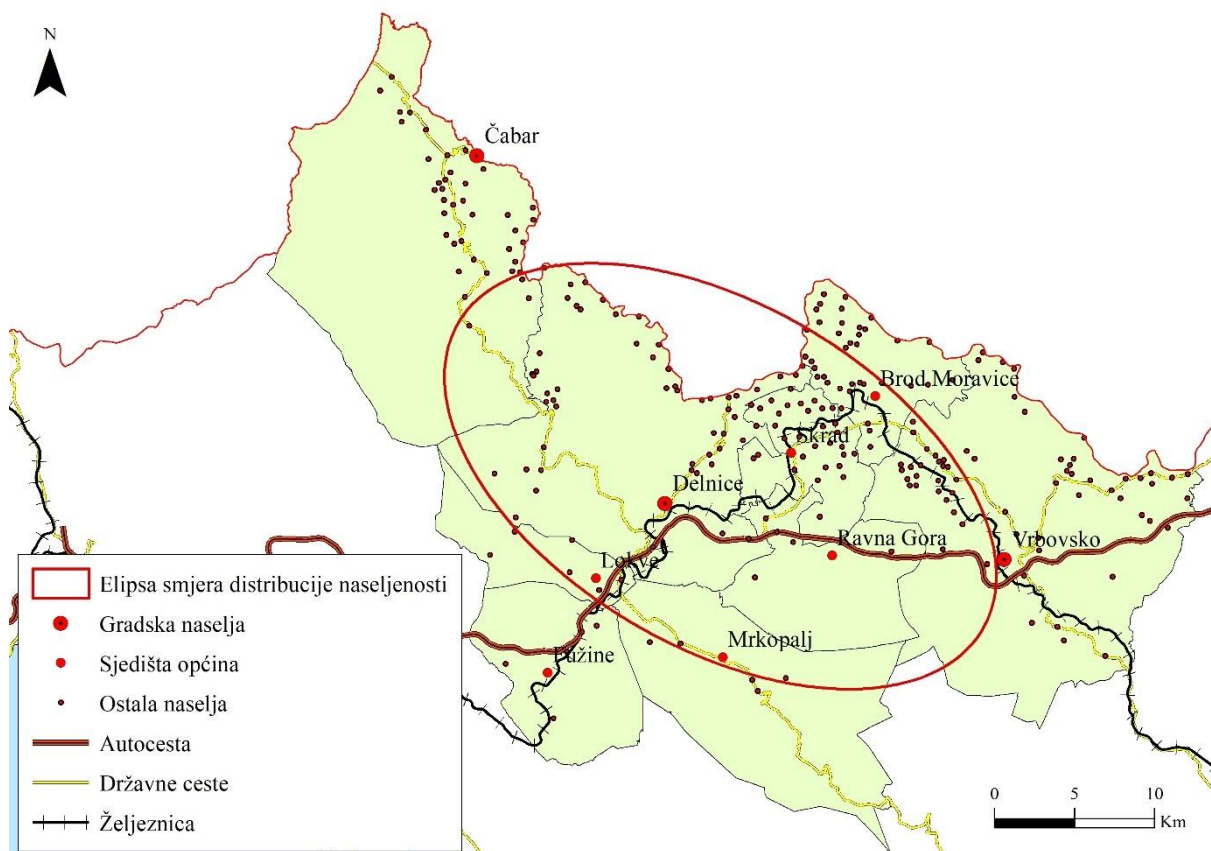 N
Čabar
Brod Moravice
Skrad
Delnice
Ravna Gora
Vrbovsko
Lokve
Mrkopalj
Fužine
Elipsa smjera distribucije naseljenosti
Gradska naselja
Sjedišta općina
Ostala naselja
Autocesta
Državne ceste
Željeznica
0 5 10
Km